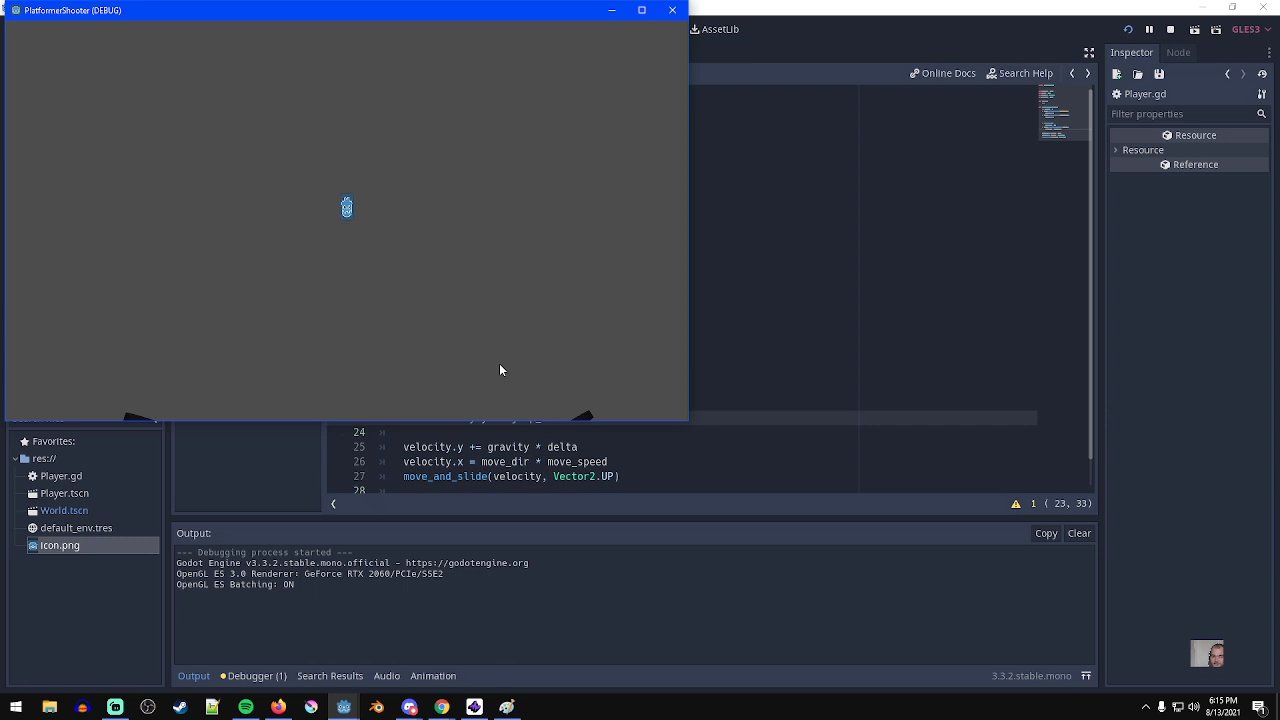 PlatformerShooter (DEBUG)
AssetLib
GLES3
Online Docs
Search Help
24
25 velocity.y += gravity * delta
26 velocity.x = move_dir * move_speed
27 move_and_slide(velocity, Vector2.UP)
28
1 ( 23, 33)
Inspector
Node
Player.gd
Filter properties
Resource
Resource
Reference
Favorites:
res://
Player.gd
Player.tscn
World.tscn
default_env.tres
icon.png
Output:
Copy
Clear
--- Debugging process started ---
Godot Engine v3.3.2.stable.mono.official - https://godotengine.org
OpenGL ES 3.0 Renderer: GeForce RTX 2060/PCIe/SSE2
OpenGL ES Batching: ON
Output
Debugger (1)
Search Results
Audio
Animation
3.3.2.stable.mono
6:15 PM
8/13/2021